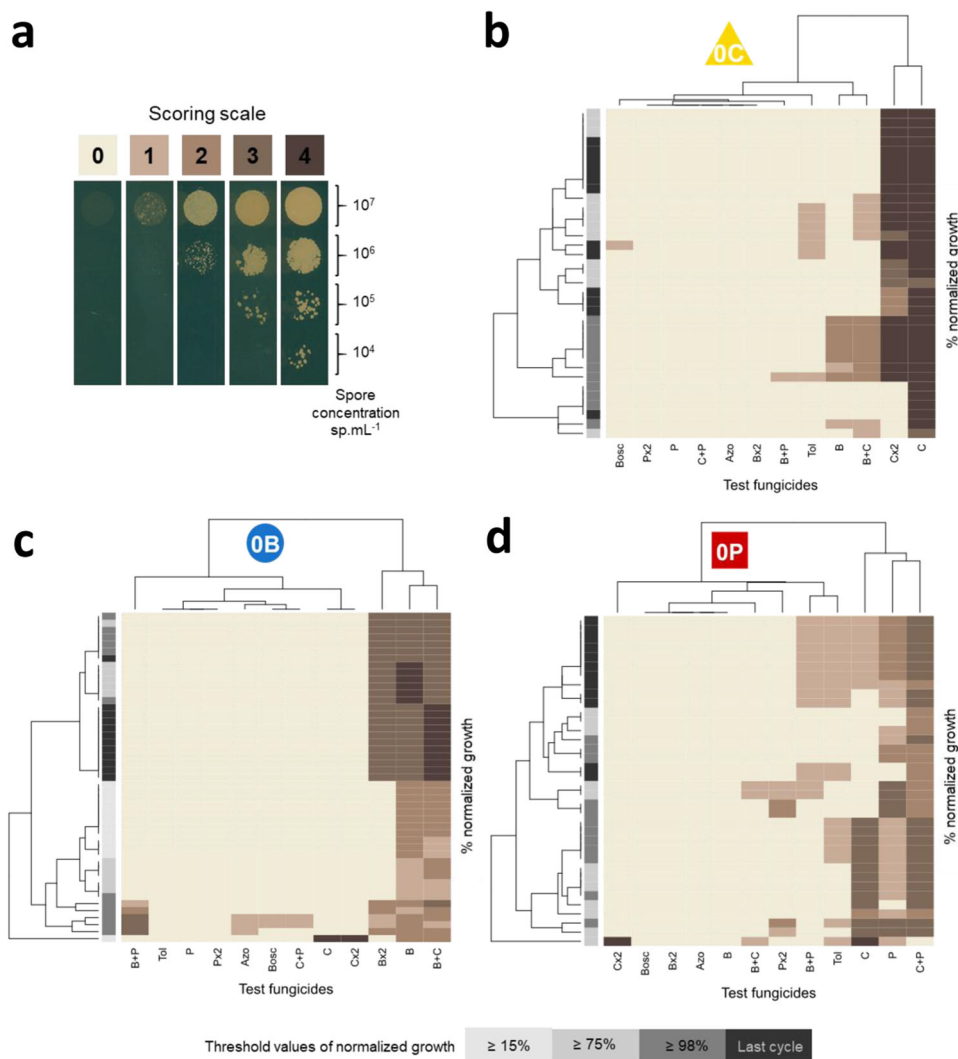 a
Scoring scale
0 1 2 3 4
10⁷
10⁶
10⁵
10⁴
Spore
concentration
sp.mL⁻¹
b
0C
% normalized growth
Bosc Px2 P C+P Azo Bx2 B+P Tol B B+C Cx2 C
Test fungicides
c
0B
% normalized growth
B+P Tol P Px2 Azo Bosc C+P C Cx2 Bx2 B B+C
Test fungicides
d
0P
% normalized growth
Cx2 Bosc Bx2 Azo B B+C Px2 B+P Tol C P C+P
Test fungicides
Threshold values of normalized growth ≥ 15% ≥ 75% ≥ 98% Last cycle